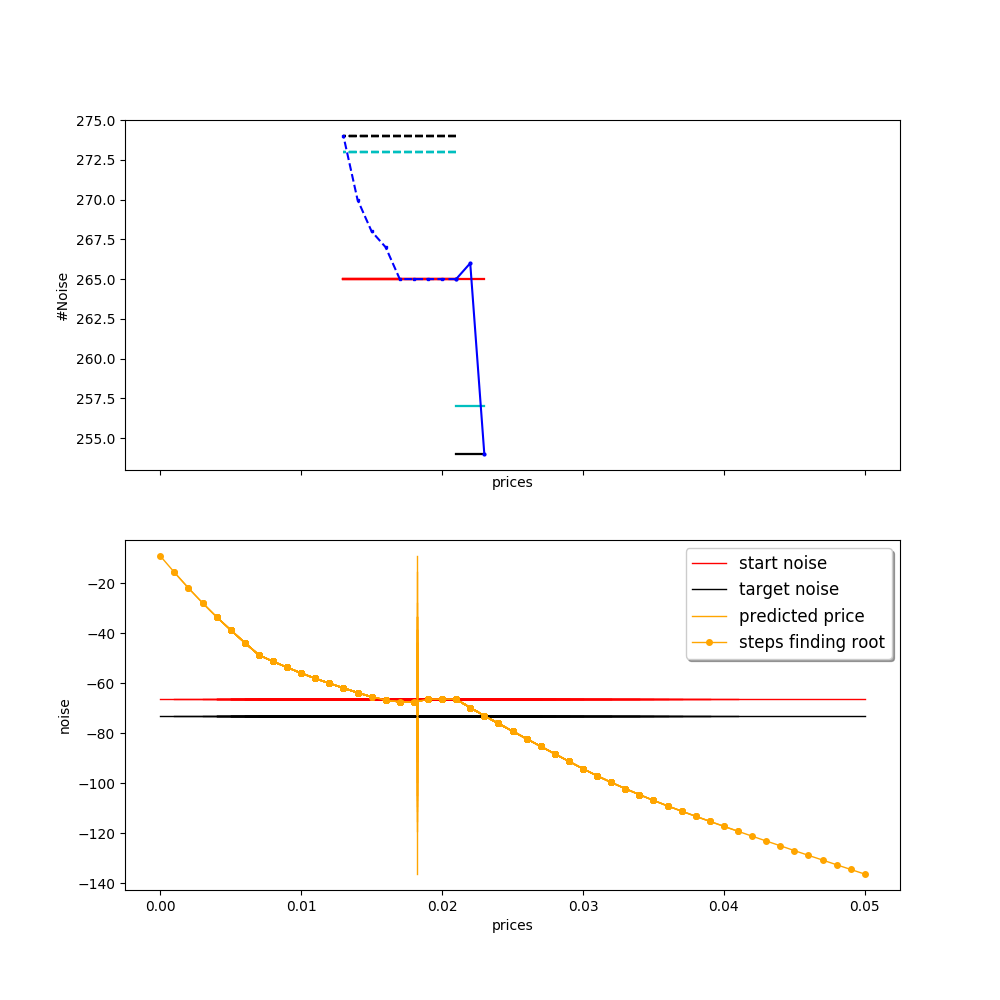 275.0
272.5
270.0
267.5
265.0
262.5
260.0
257.5
255.0
#Noise
prices
start noise
target noise
predicted price
steps finding root
−20
−40
−60
−80
−100
−120
−140
noise
0.00 0.01 0.02 0.03 0.04 0.05
prices